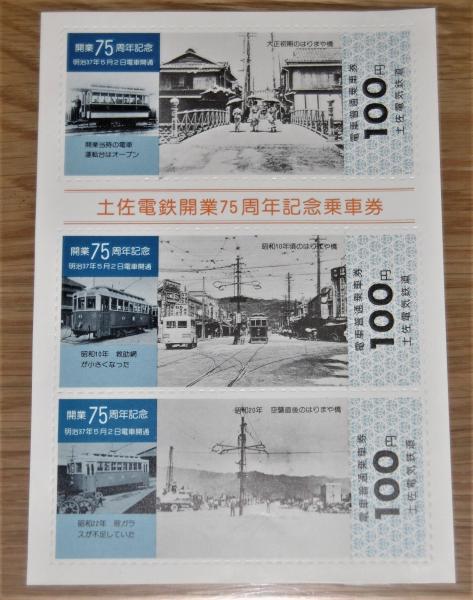 開業75周年記念
明治37年5月2日電車開通
開業当時の電車
運転台はオープン
大正初期のはりまや橋
電車普通乗車券
100円
土佐電気鉄道
土佐電鉄開業75周年記念乗車券
開業75周年記念
明治37年5月2日電車開通
昭和10年 救助網
が小さくなった
昭和10年頃のはりまや橋
電車普通乗車券
100円
土佐電気鉄道
開業75周年記念
明治37年5月2日電車開通
昭和22年 窓ガラ
スが不足していた
昭和20年 空襲直後のはりまや橋
電車普通乗車券
100円
土佐電気鉄道